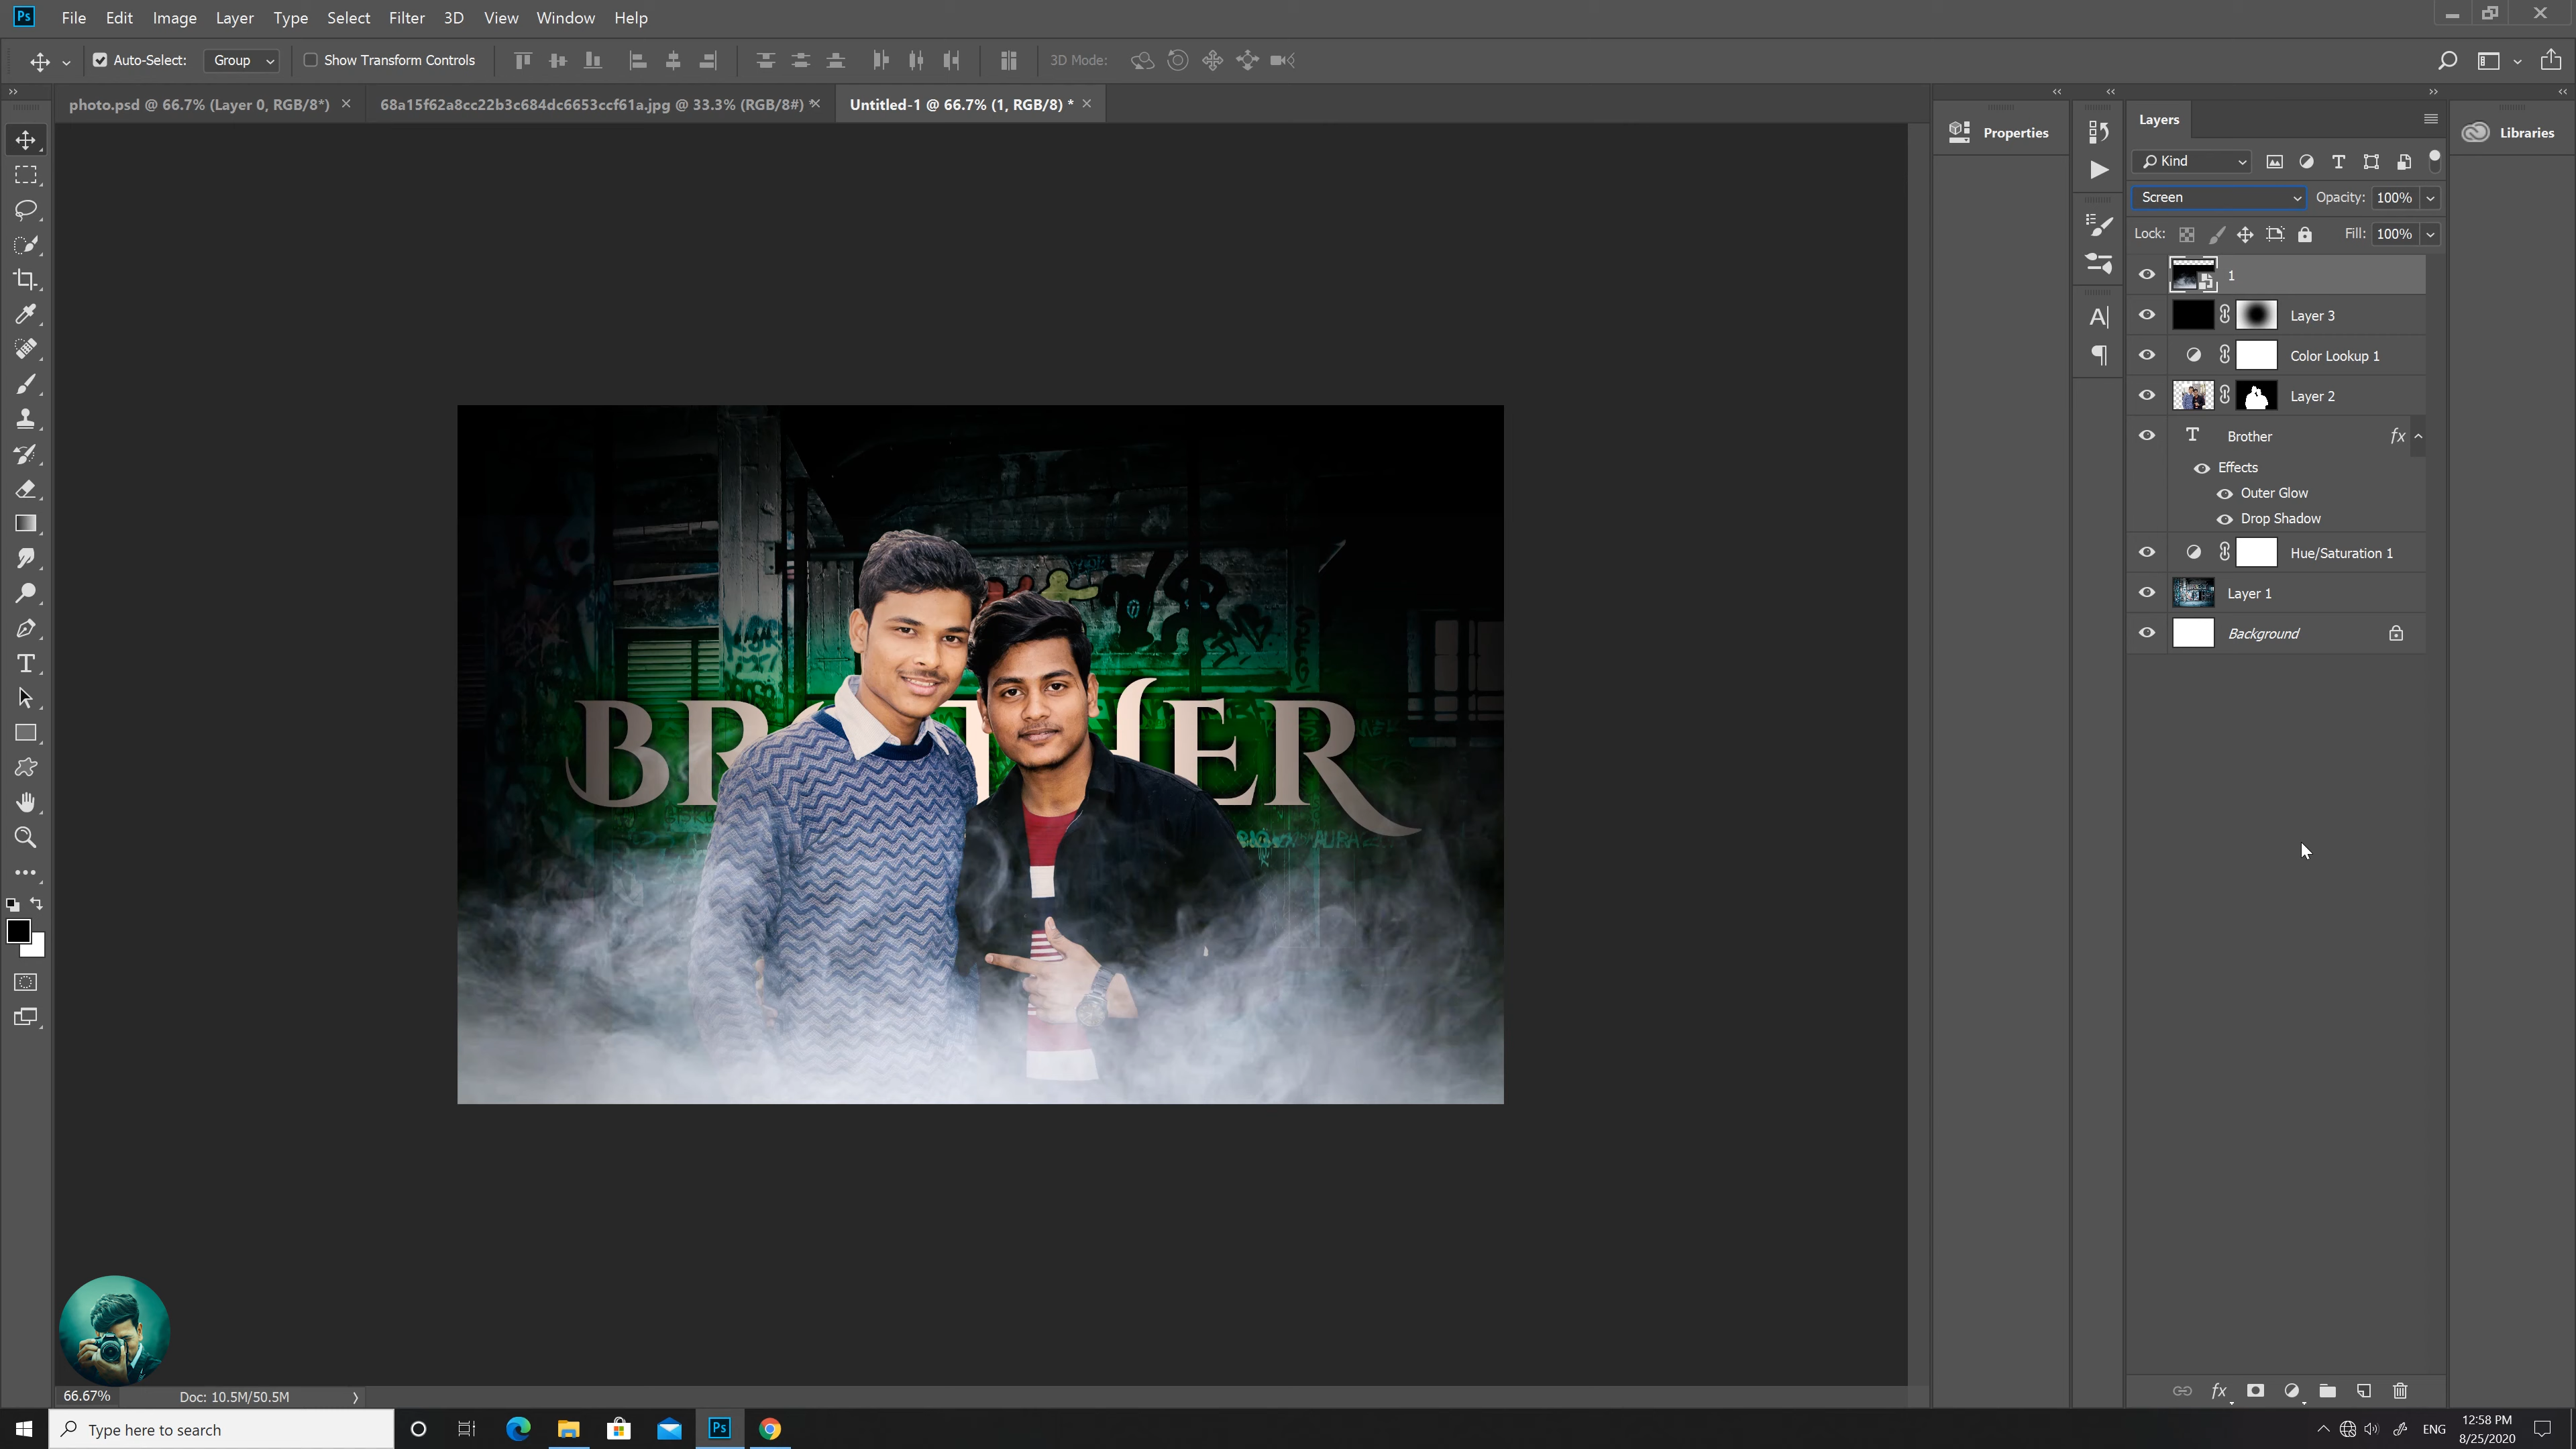 Ps File Edit Image Layer Type Select Filter 3D View Window Help
Auto-Select: Group Show Transform Controls 3D Mode:
photo.psd @ 66.7% (Layer 0, RGB/8*) 68a15f62a8cc22b3c684dc6653ccf61a.jpg @ 33.3% (RGB/8#) * Untitled-1 @ 66.7% (1, RGB/8) *
Properties
Layers
Libraries
Kind
Screen Opacity: 100%
Lock: Fill: 100%
1
Layer 3
Color Lookup 1
Layer 2
Brother fx
Effects
Outer Glow
Drop Shadow
Hue/Saturation 1
Layer 1
Background
66.67% Doc: 10.5M/50.5M
fx
Type here to search
Ps
ENG
12:58 PM
8/25/2020